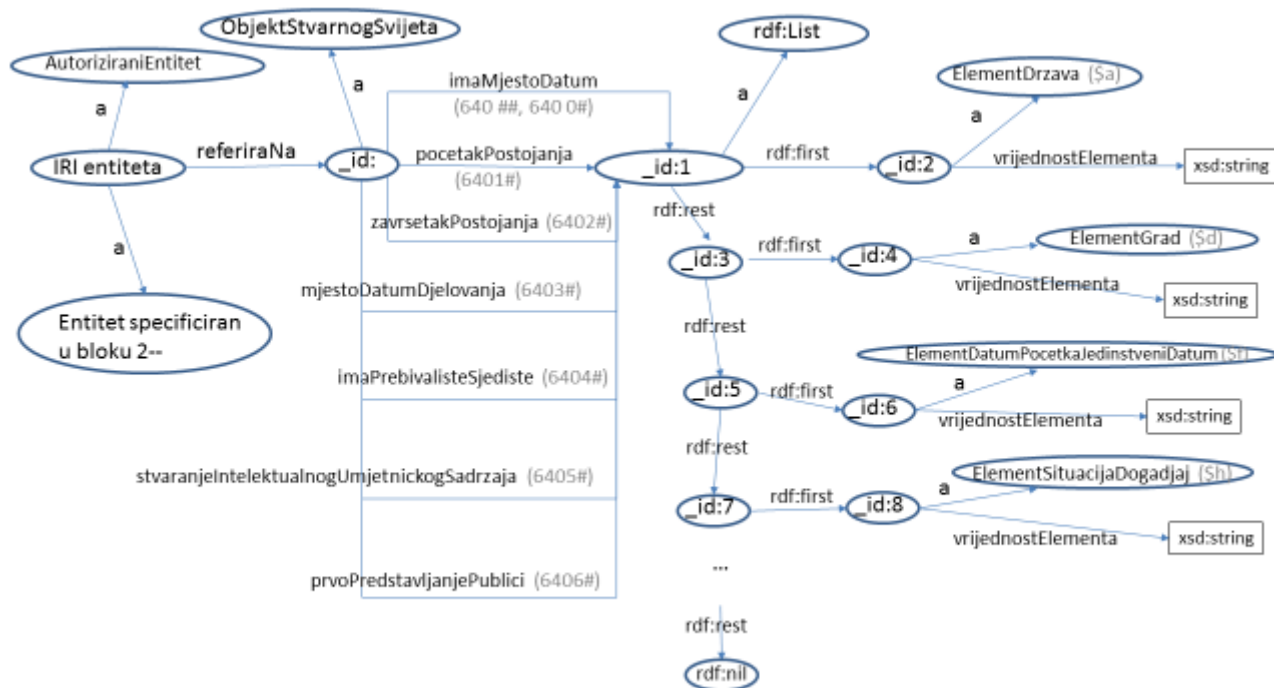 ObjektStvarnogSvijeta
rdf:List
AutoriziraniEntitet
ElementDrzava ($a)
imaMjestoDatum
(640 ##, 640 0#)
a
a
a
a
IRI entiteta
referiraNa
_id:
pocetakPostojanja
(6401#)
_id:1
rdf:first
_id:2
vrijednostElementa
xsd:string
rdf:rest
zavrsetakPostojanja (6402#)
a
a
ElementGrad ($d)
_id:3
rdf:first
_id:4
mjestoDatumDjelovanja (6403#)
vrijednostElementa
xsd:string
Entitet specificiran
u bloku 2--
rdf:rest
ElementDatumPocetkaJedinstveniDatum ($f)
imaPrebivalisteSjediste (6404#)
a
_id:5
rdf:first
_id:6
vrijednostElementa
xsd:string
rdf:rest
stvaranjeIntelektualnogUmjetnickogSadrzaja (6405#)
ElementSituacijaDogadjaj ($h)
a
_id:7
rdf:first
_id:8
vrijednostElementa
xsd:string
prvoPredstavljanjePublici (6406#)
...
rdf:rest
rdf:nil